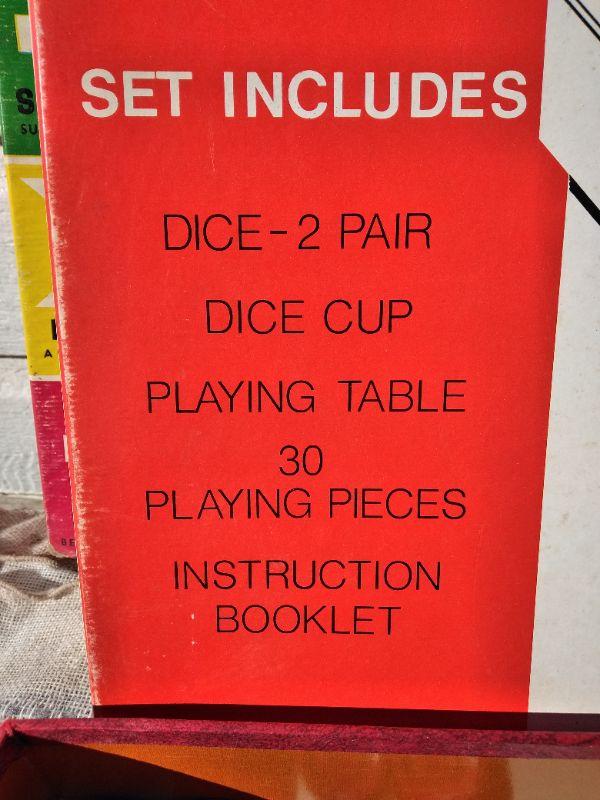 SET INCLUDES
DICE-2 PAIR
DICE CUP
PLAYING TABLE
30
PLAYING PIECES
INSTRUCTION
BOOKLET